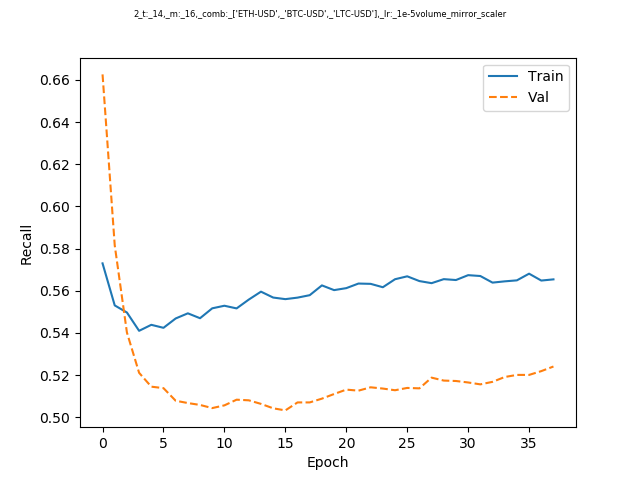 2_t:_14,_m:_16,_comb:_['ETH-USD',_'BTC-USD',_'LTC-USD'],_lr:_1e-5volume_mirror_scaler
Train
Val
Recall
0.66
0.64
0.62
0.60
0.58
0.56
0.54
0.52
0.50
0 5 10 15 20 25 30 35
Epoch